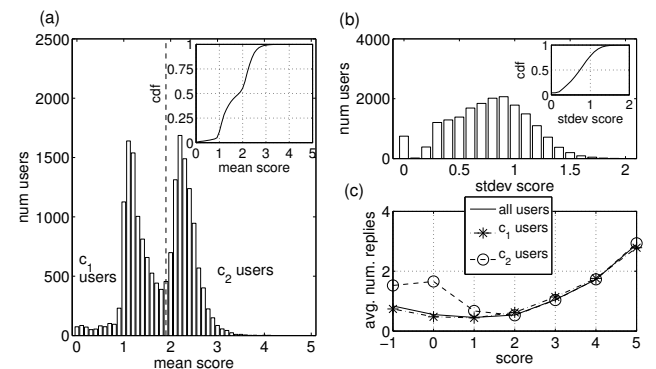 (a)
2500
2000
1500
1000
500
0
num users
0 1 2 3 4 5
mean score
c1 users
c2 users
1
0.75
0.5
0.25
0
cdf
0 1 2 3 4 5
mean score
(b)
4000
2000
0
num users
0 0.5 1 1.5 2
stdev score
1
0.5
0
cdf
0 1 2
stdev score
(c)
4
2
0
avg. num. replies
−1 0 1 2 3 4 5
score
all users
c1 users
c2 users